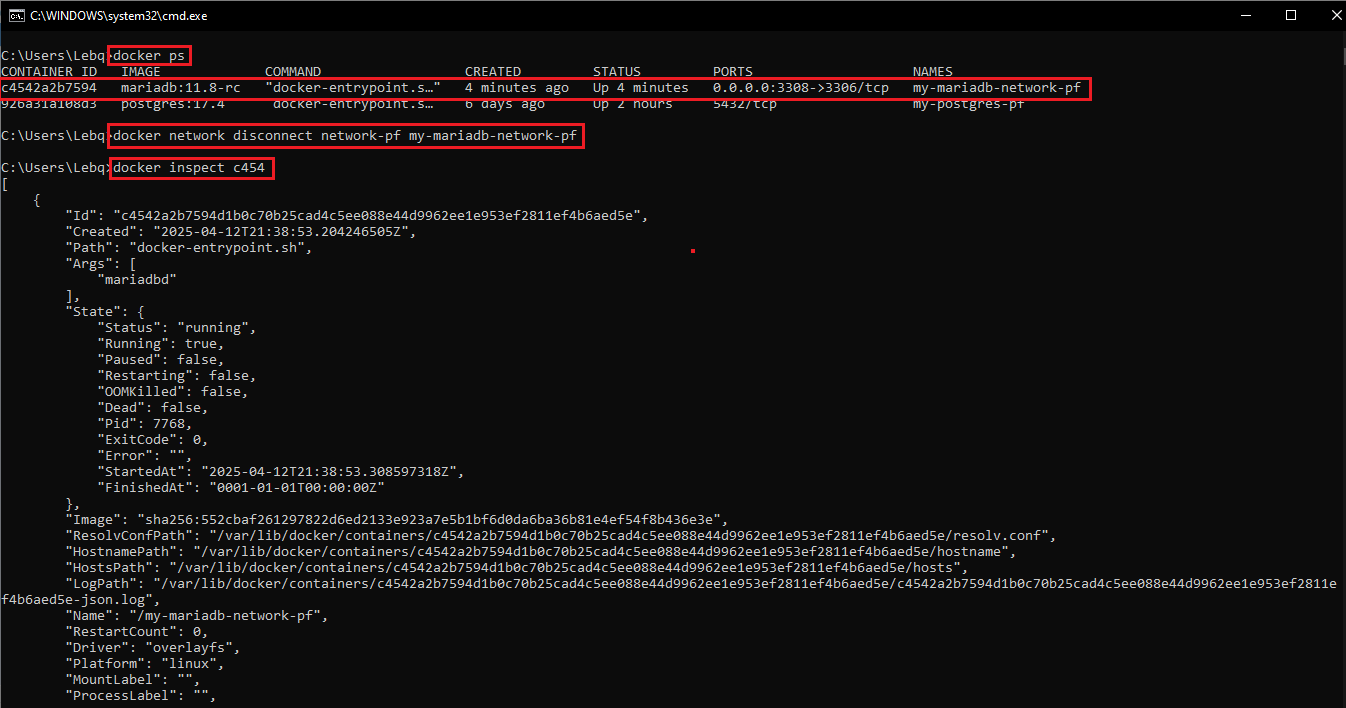 C:\WINDOWS\system32\cmd.exe
C:\Users\Lebq>docker ps
CONTAINER ID   IMAGE             COMMAND                  CREATED         STATUS         PORTS                    NAMES
c4542a2b7594   mariadb:11.8-rc   "docker-entrypoint.s…"   4 minutes ago   Up 4 minutes   0.0.0.0:3308->3306/tcp   my-mariadb-network-pf
926a31a108d3   postgres:17.4     "docker-entrypoint.s…"   6 days ago      Up 2 hours     5432/tcp                 my-postgres-pf
C:\Users\Lebq>docker network disconnect network-pf my-mariadb-network-pf
C:\Users\Lebq>docker inspect c454
[
    {
        "Id": "c4542a2b7594d1b0c70b25cad4c5ee088e44d9962ee1e953ef2811ef4b6aed5e",
        "Created": "2025-04-12T21:38:53.204246505Z",
        "Path": "docker-entrypoint.sh",
        "Args": [
            "mariadbd"
        ],
        "State": {
            "Status": "running",
            "Running": true,
            "Paused": false,
            "Restarting": false,
            "OOMKilled": false,
            "Dead": false,
            "Pid": 7768,
            "ExitCode": 0,
            "Error": "",
            "StartedAt": "2025-04-12T21:38:53.308597318Z",
            "FinishedAt": "0001-01-01T00:00:00Z"
        },
        "Image": "sha256:552cbaf261297822d6ed2133e923a7e5b1bf6d0da6ba36b81e4ef54f8b436e3e",
        "ResolvConfPath": "/var/lib/docker/containers/c4542a2b7594d1b0c70b25cad4c5ee088e44d9962ee1e953ef2811ef4b6aed5e/resolv.conf",
        "HostnamePath": "/var/lib/docker/containers/c4542a2b7594d1b0c70b25cad4c5ee088e44d9962ee1e953ef2811ef4b6aed5e/hostname",
        "HostsPath": "/var/lib/docker/containers/c4542a2b7594d1b0c70b25cad4c5ee088e44d9962ee1e953ef2811ef4b6aed5e/hosts",
        "LogPath": "/var/lib/docker/containers/c4542a2b7594d1b0c70b25cad4c5ee088e44d9962ee1e953ef2811ef4b6aed5e/c4542a2b7594d1b0c70b25cad4c5ee088e44d9962ee1e953ef2811e
f4b6aed5e-json.log",
        "Name": "/my-mariadb-network-pf",
        "RestartCount": 0,
        "Driver": "overlayfs",
        "Platform": "linux",
        "MountLabel": "",
        "ProcessLabel": "",